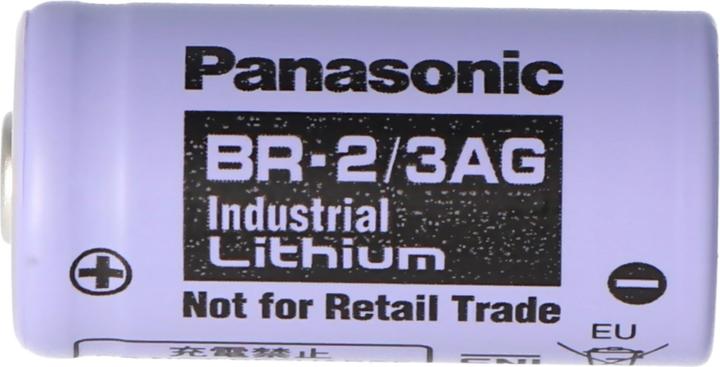 Panasonic
BR-2/3AG
Industrial
Lithium
Not for Retail Trade
EU
充電禁止